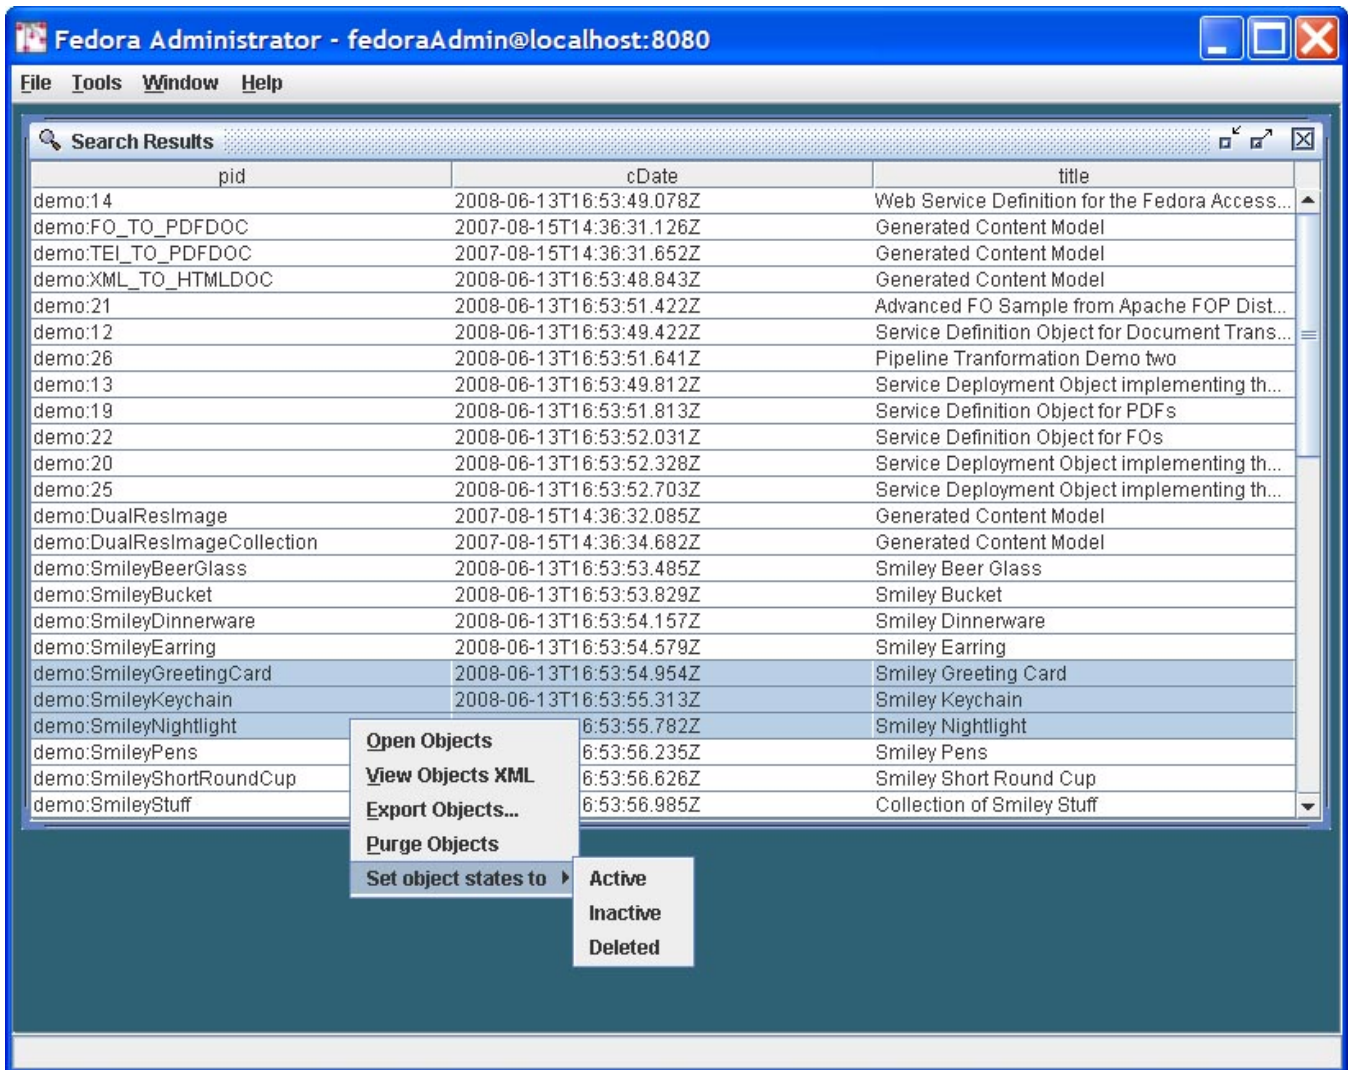 Fedora Administrator - fedoraAdmin@localhost:8080
File Tools Window Help
Search Results
pid cDate title
demo:14 2008-06-13T16:53:49.078Z Web Service Definition for the Fedora Access...
demo:FO_TO_PDFDOC 2007-08-15T14:36:31.126Z Generated Content Model
demo:TEI_TO_PDFDOC 2007-08-15T14:36:31.652Z Generated Content Model
demo:XML_TO_HTMLDOC 2008-06-13T16:53:48.843Z Generated Content Model
demo:21 2008-06-13T16:53:51.422Z Advanced FO Sample from Apache FOP Dist...
demo:12 2008-06-13T16:53:49.422Z Service Definition Object for Document Trans...
demo:26 2008-06-13T16:53:51.641Z Pipeline Tranformation Demo two
demo:13 2008-06-13T16:53:49.812Z Service Deployment Object implementing th...
demo:19 2008-06-13T16:53:51.813Z Service Definition Object for PDFs
demo:22 2008-06-13T16:53:52.031Z Service Definition Object for FOs
demo:20 2008-06-13T16:53:52.328Z Service Deployment Object implementing th...
demo:25 2008-06-13T16:53:52.703Z Service Deployment Object implementing th...
demo:DualResImage 2007-08-15T14:36:32.085Z Generated Content Model
demo:DualResImageCollection 2007-08-15T14:36:34.682Z Generated Content Model
demo:SmileyBeerGlass 2008-06-13T16:53:53.485Z Smiley Beer Glass
demo:SmileyBucket 2008-06-13T16:53:53.829Z Smiley Bucket
demo:SmileyDinnerware 2008-06-13T16:53:54.157Z Smiley Dinnerware
demo:SmileyEarring 2008-06-13T16:53:54.579Z Smiley Earring
demo:SmileyGreetingCard 2008-06-13T16:53:54.954Z Smiley Greeting Card
demo:SmileyKeychain 2008-06-13T16:53:55.313Z Smiley Keychain
demo:SmileyNightlight 6:53:55.782Z Smiley Nightlight
demo:SmileyPens 6:53:56.235Z Smiley Pens
demo:SmileyShortRoundCup 6:53:56.626Z Smiley Short Round Cup
demo:SmileyStuff 6:53:56.985Z Collection of Smiley Stuff
Open Objects
View Objects XML
Export Objects...
Purge Objects
Set object states to
Active
Inactive
Deleted